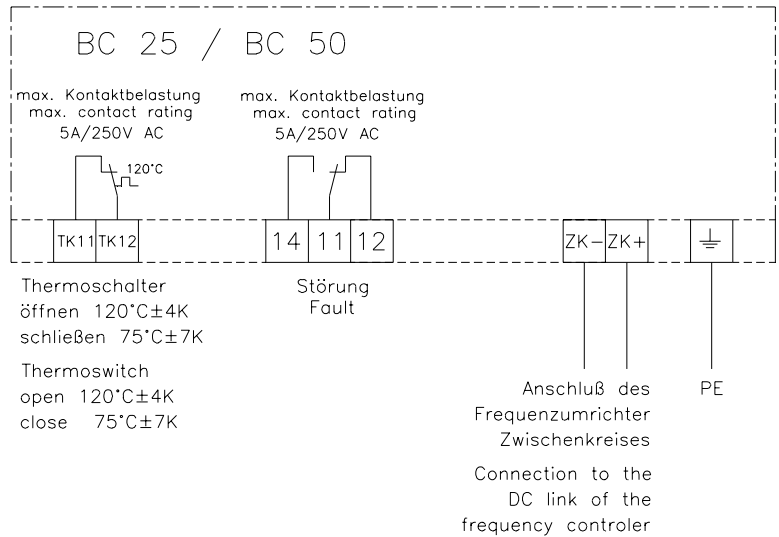 BC 25 / BC 50
max. Kontaktbelastung
max. contact rating
5A/250V AC
max. Kontaktbelastung
max. contact rating
5A/250V AC
120°C
TK11 TK12
14 11 12
ZK- ZK+
Thermoschalter
öffnen 120°C±4K
schließen 75°C±7K
Thermoswitch
open 120°C±4K
close 75°C±7K
Störung
Fault
Anschluß des
Frequenzumrichter
Zwischenkreises
Connection to the
DC link of the
frequency controler
PE